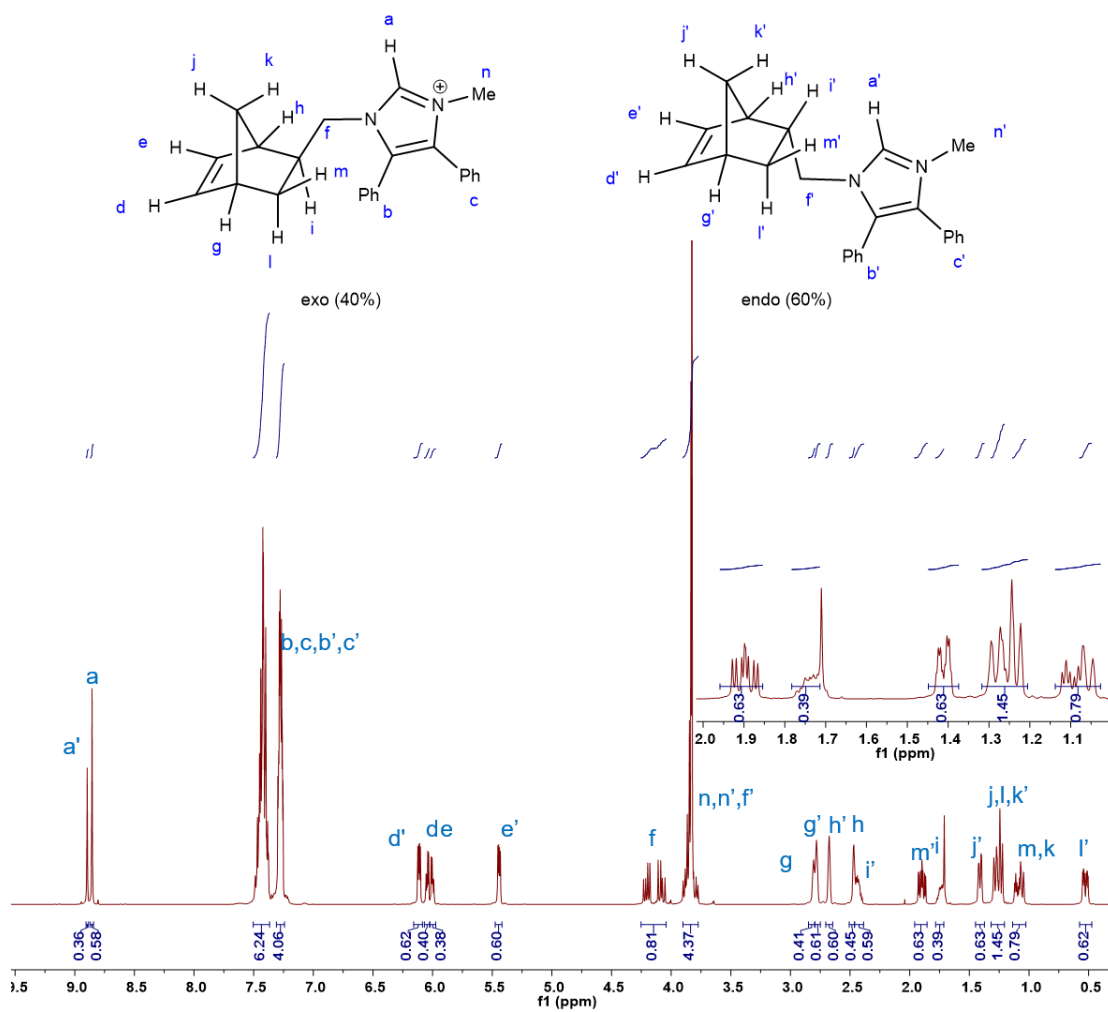 a
j k H n
H H ⊕ Me
h N
H N
e f
H m
H Ph
d H H Ph
H H b c
g H i
l
exo (40%)
j' k'
H H
h' i' a'
e' H H H n'
H H m' Me
d' H N N
H H f'
g' l' Ph
Ph c'
b'
endo (60%)
a'
a
b,c,b',c'
d'
de
e'
f
n,n',f'
g
g'
h'
h
i'
m'
i
j'
j,l,k'
m,k
l'
0.63
0.39
0.63
1.45
0.79
2.0 1.9 1.8 1.7 1.6 1.5 1.4 1.3 1.2 1.1
f1 (ppm)
0.36
0.58
6.24
4.06
0.62
0.40
0.38
0.60
0.81
4.37
0.41
0.61
0.60
0.45
0.59
0.63
0.39
0.63
1.45
0.79
0.62
9.5 9.0 8.5 8.0 7.5 7.0 6.5 6.0 5.5 5.0 4.5 4.0 3.5 3.0 2.5 2.0 1.5 1.0 0.5
f1 (ppm)